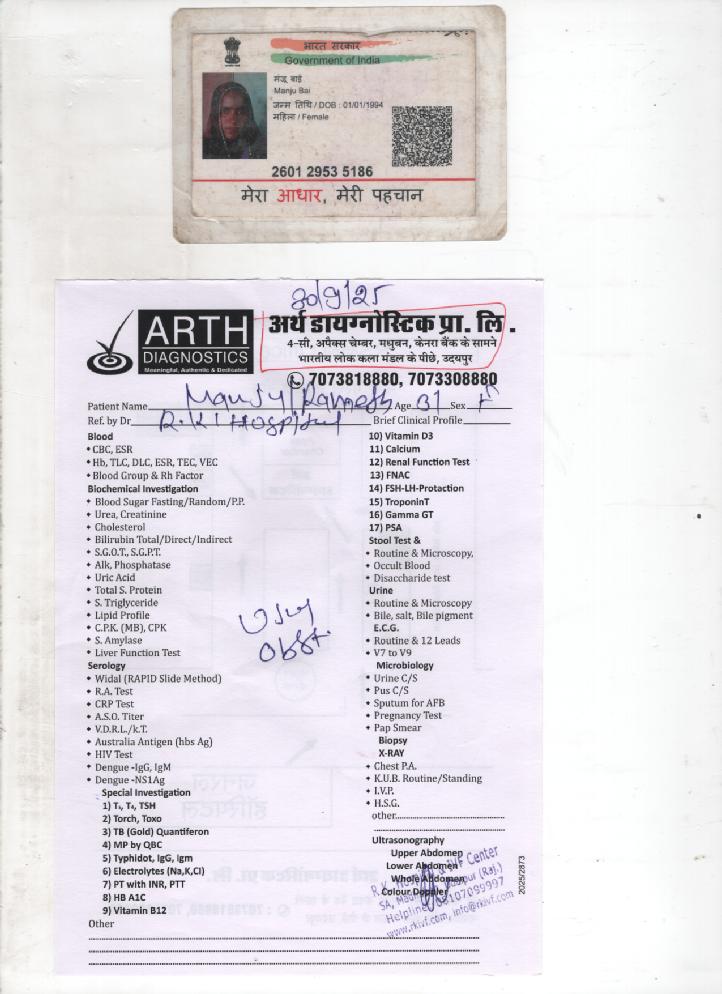 भारत सरकार
Government of India
मंजू बाई
Manju Bai
जन्म तिथि / DOB : 01/01/1994
महिला / Female
2601 2953 5186
मेरा आधार, मेरी पहचान
30/9/25
ARTH
DIAGNOSTICS
Meaningful, Authentic & Dedicated
अर्थ डायग्नोस्टिक प्रा. लि.
4-सी, अपैक्स चेम्बर, मधुबन, केनरा बैंक के सामने
भारतीय लोक कला मंडल के पीछे, उदयपुर
7073818880, 7073308880
Patient Name Manju/Ramesh Age 31 Sex F
Ref. by Dr. R.K. Hospital Brief Clinical Profile
Blood
CBC, ESR
Hb, TLC, DLC, ESR, TEC, VEC
Blood Group & Rh Factor
Biochemical Investigation
Blood Sugar Fasting/Random/P.P.
Urea, Creatinine
Cholesterol
Bilirubin Total/Direct/Indirect
S.G.O.T., S.G.P.T.
Alk, Phosphatase
Uric Acid
Total S. Protein
S. Triglyceride
Lipid Profile
C.P.K. (MB), CPK
S. Amylase
Liver Function Test
Serology
Widal (RAPID Slide Method)
R.A. Test
CRP Test
A.S.O. Titer
V.D.R.L./k.T.
Australia Antigen (hbs Ag)
HIV Test
Dengue -IgG, IgM
Dengue -NS1Ag
Special Investigation
1) T₃, T₄, TSH
2) Torch, Toxo
3) TB (Gold) Quantiferon
4) MP by QBC
5) Typhidot, IgG, Igm
6) Electrolytes (Na,K,Cl)
7) PT with INR, PTT
8) HB A1C
9) Vitamin B12
Other
USG
Obst.
10) Vitamin D3
11) Calcium
12) Renal Function Test
13) FNAC
14) FSH-LH-Protaction
15) TroponinT
16) Gamma GT
17) PSA
Stool Test &
Routine & Microscopy,
Occult Blood
Disaccharide test
Urine
Routine & Microscopy
Bile, salt, Bile pigment
E.C.G.
Routine & 12 Leads
V7 to V9
Microbiology
Urine C/S
Pus C/S
Sputum for AFB
Pregnancy Test
Pap Smear
Biopsy
X-RAY
Chest P.A.
K.U.B. Routine/Standing
I.V.P.
H.S.G.
other
Ultrasonography
Upper Abdomen
Lower Abdomen
Whole Abdomen
Colour Doppler
R.K. Hospital & IVF Center
5A, Udaipur (Raj.)
Helpline
www.rkivf.com, info@rkivf.com
2025/2873